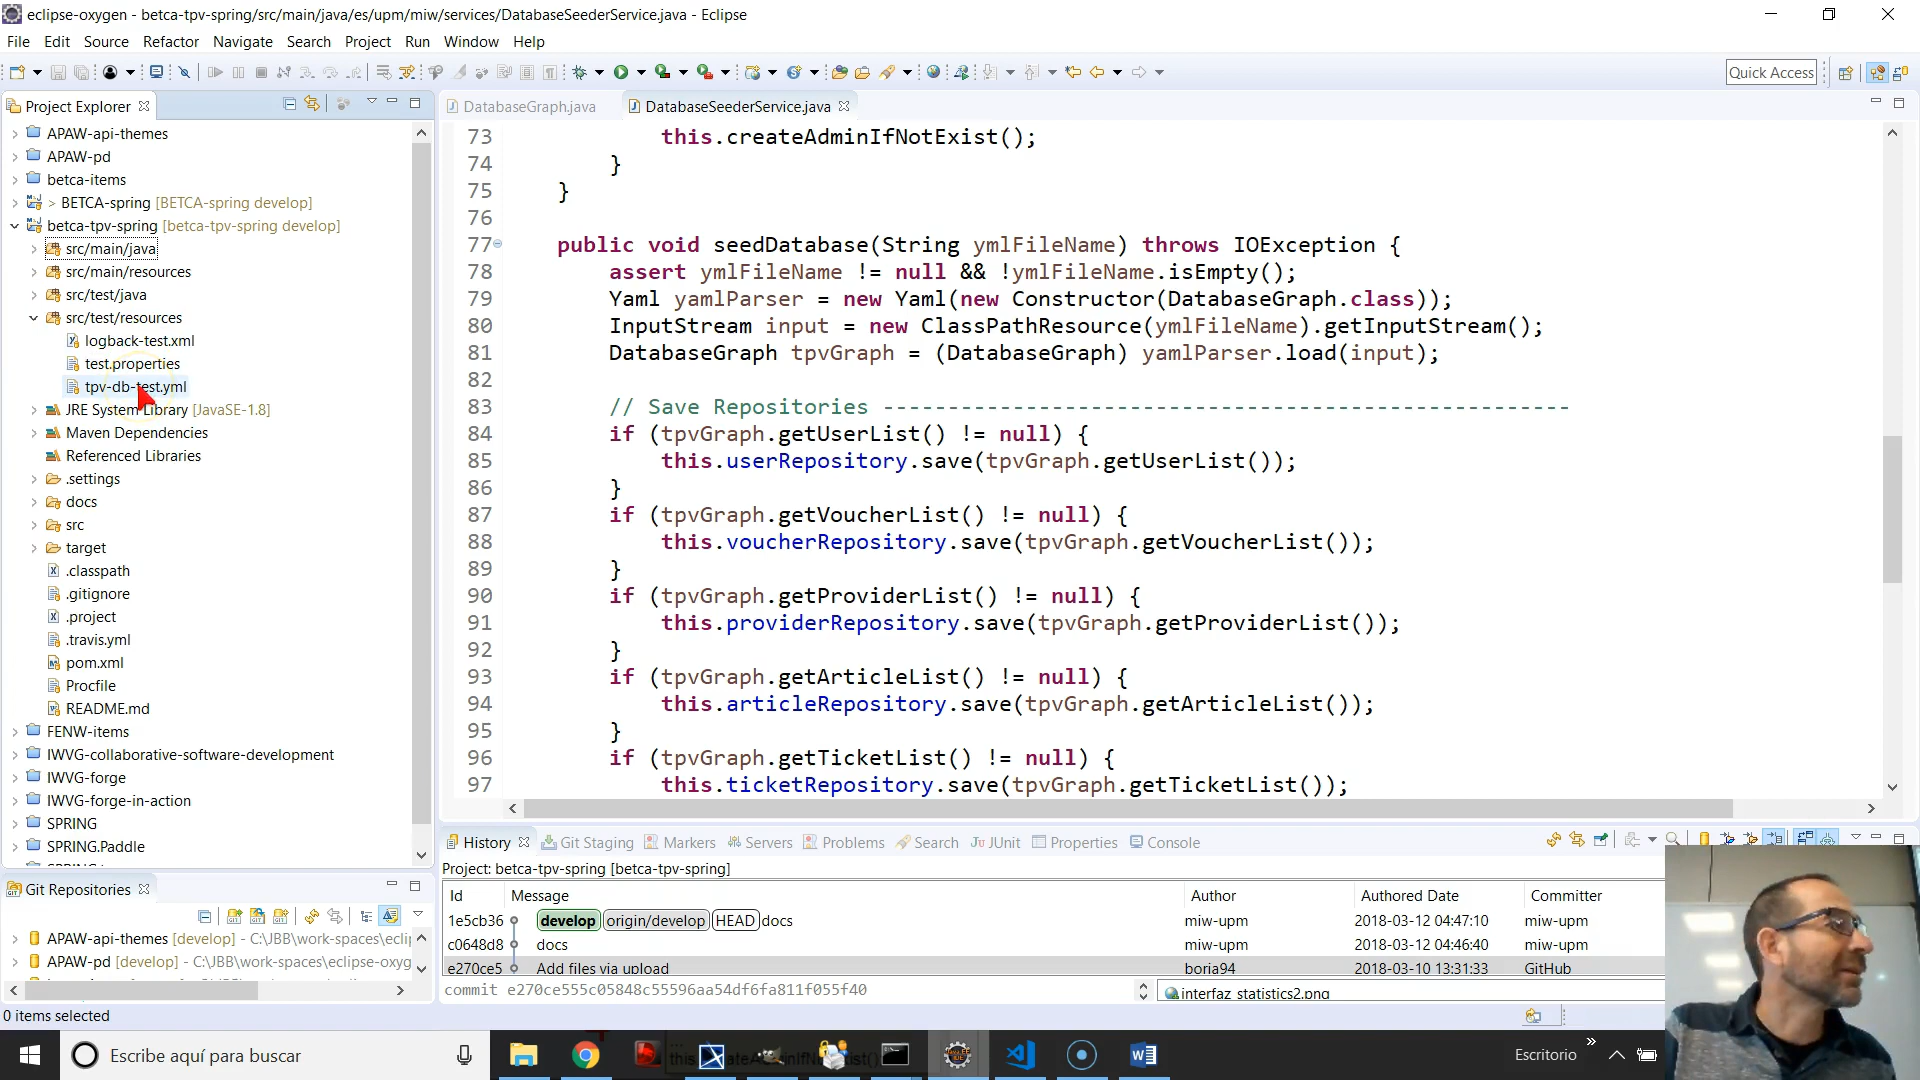 eclipse-oxygen - betca-tpv-spring/src/main/java/es/upm/miw/services/DatabaseSeederService.java - Eclipse
File Edit Source Refactor Navigate Search Project Run Window Help
Quick Access
Project Explorer
APAW-api-themes
APAW-pd
betca-items
> BETCA-spring [BETCA-spring develop]
betca-tpv-spring [betca-tpv-spring develop]
src/main/java
src/main/resources
src/test/java
src/test/resources
logback-test.xml
test.properties
tpv-db-test.yml
JRE System Library [JavaSE-1.8]
Maven Dependencies
Referenced Libraries
.settings
docs
src
target
.classpath
.gitignore
.project
.travis.yml
pom.xml
Procfile
README.md
FENW-items
IWVG-collaborative-software-development
IWVG-forge
IWVG-forge-in-action
SPRING
SPRING.Paddle
DatabaseGraph.java DatabaseSeederService.java
73 this.createAdminIfNotExist();
74 }
75 }
76
77 public void seedDatabase(String ymlFileName) throws IOException {
78 assert ymlFileName != null && !ymlFileName.isEmpty();
79 Yaml yamlParser = new Yaml(new Constructor(DatabaseGraph.class));
80 InputStream input = new ClassPathResource(ymlFileName).getInputStream();
81 DatabaseGraph tpvGraph = (DatabaseGraph) yamlParser.load(input);
82
83 // Save Repositories -----------------------------------------------------
84 if (tpvGraph.getUserList() != null) {
85 this.userRepository.save(tpvGraph.getUserList());
86 }
87 if (tpvGraph.getVoucherList() != null) {
88 this.voucherRepository.save(tpvGraph.getVoucherList());
89 }
90 if (tpvGraph.getProviderList() != null) {
91 this.providerRepository.save(tpvGraph.getProviderList());
92 }
93 if (tpvGraph.getArticleList() != null) {
94 this.articleRepository.save(tpvGraph.getArticleList());
95 }
96 if (tpvGraph.getTicketList() != null) {
97 this.ticketRepository.save(tpvGraph.getTicketList());
Git Repositories
APAW-api-themes [develop] - C:\JBB\work-spaces\ecli
APAW-pd [develop] - C:\JBB\work-spaces\eclipse-oxyg
History Git Staging Markers Servers Problems Search JUnit Properties Console
Project: betca-tpv-spring [betca-tpv-spring]
Id Message Author Authored Date Committer
1e5cb36 develop origin/develop HEAD docs miw-upm 2018-03-12 04:47:10 miw-upm
c0648d8 docs miw-upm 2018-03-12 04:46:40 miw-upm
e270ce5 Add files via upload boria94 2018-03-10 13:31:33 GitHub
commit e270ce555c05848c55596aa54df6fa811f055f40
interfaz_statistics2.png
0 items selected
Escribe aquí para buscar
Escritorio